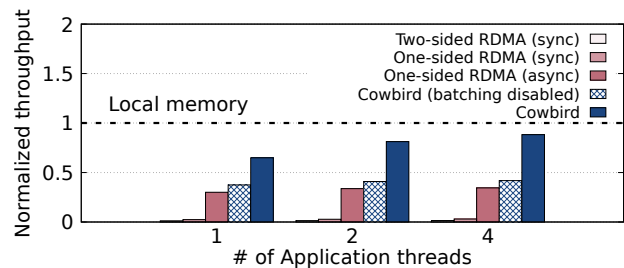 Normalized throughput
2
1.5
1
0.5
0
Two-sided RDMA (sync)
One-sided RDMA (sync)
One-sided RDMA (async)
Cowbird (batching disabled)
Cowbird
Local memory
1 2 4
# of Application threads